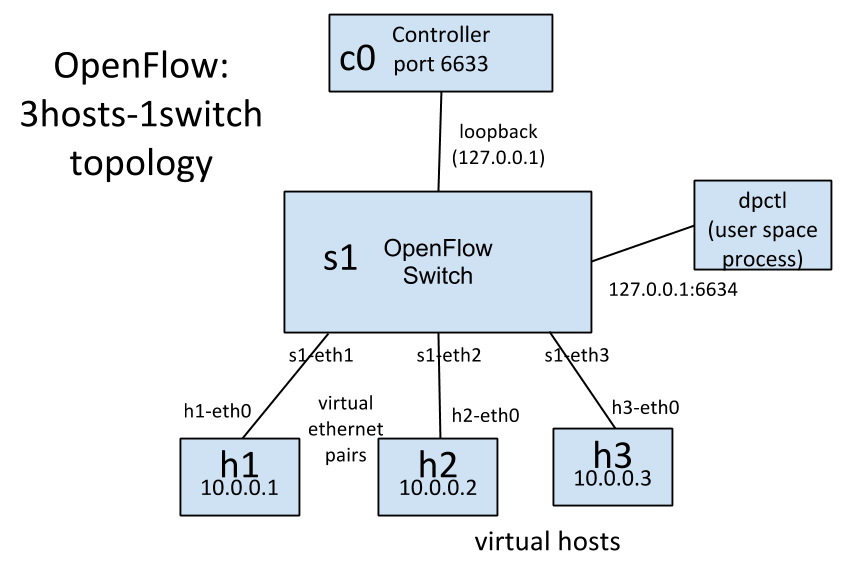 OpenFlow:
3hosts-1switch
topology
c0
Controller
port 6633
loopback
(127.0.0.1)
s1
OpenFlow
Switch
dpctl
(user space
process)
127.0.0.1:6634
s1-eth1
s1-eth2
s1-eth3
h1-eth0
virtual
ethernet
pairs
h2-eth0
h3-eth0
h1
10.0.0.1
h2
10.0.0.2
h3
10.0.0.3
virtual hosts